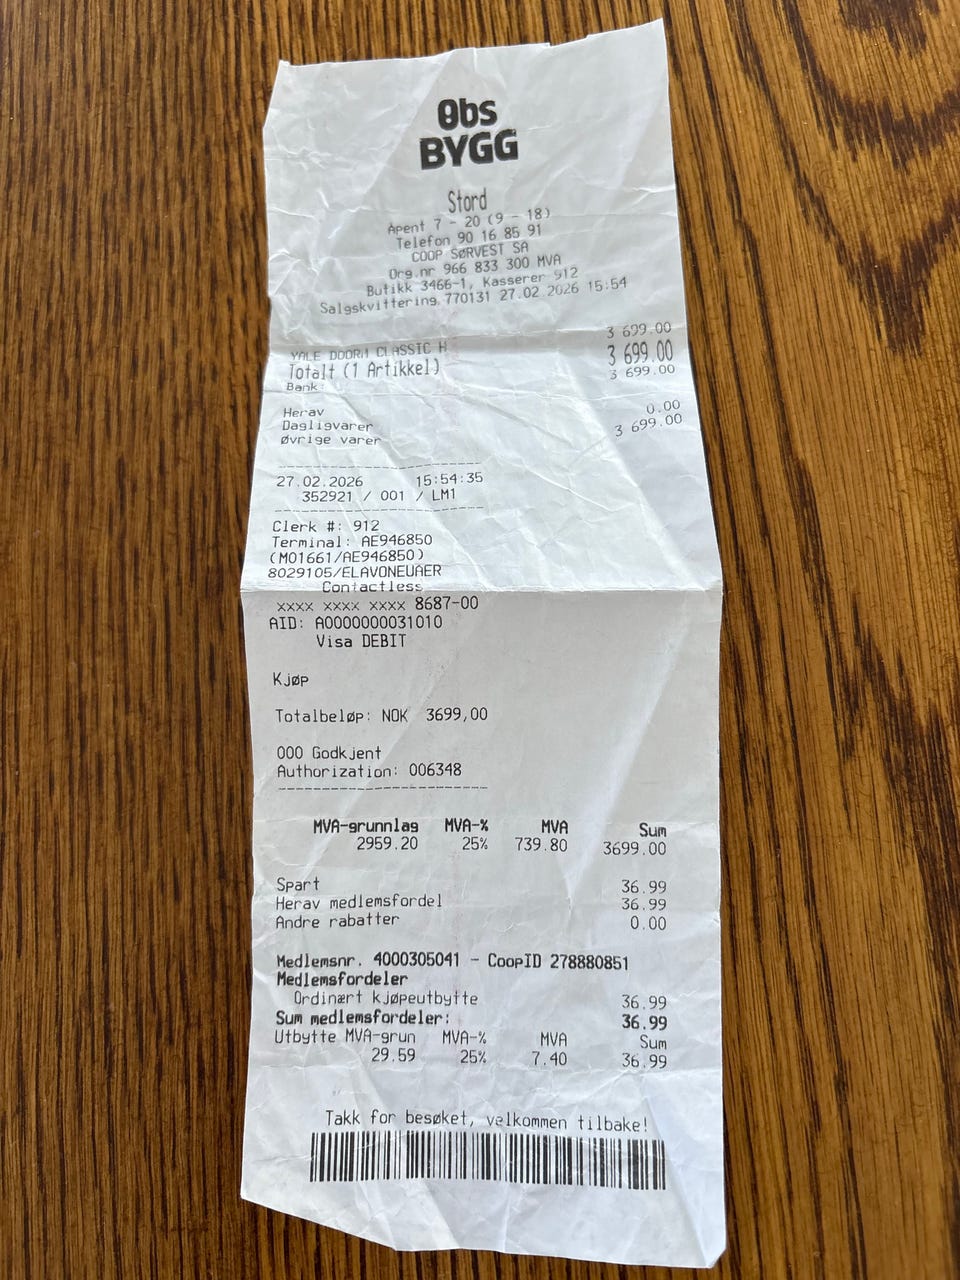 Obs
BYGG
Stord
Åpent 7 - 20 (9 - 18)
Telefon 90 16 85 91
COOP SØRVEST SA
Org.nr 966 833 300 MVA
Butikk 3466-1, Kasserer 912
Salgskvittering 770131 27.02.2026 15:54
YALE DOORM CLASSIC H 3 699.00
Totalt (1 Artikkel) 3 699.00
Bank: 3 699.00
Herav
Dagligvarer 0.00
Øvrige varer 3 699.00
27.02.2026 15:54:35
352921 / 001 / LM1
Clerk #: 912
Terminal: AE946850
(M01661/AE946850)
8029105/ELAVONEUAER
Contactless
xxxx xxxx xxxx 8687-00
AID: A0000000031010
Visa DEBIT
Kjøp
Totalbeløp: NOK 3699,00
000 Godkjent
Authorization: 006348
MVA-grunnlag MVA-% MVA Sum
2959.20 25% 739.80 3699.00
Spart 36.99
Herav medlemsfordel 36.99
Andre rabatter 0.00
Medlemsnr. 4000305041 - CoopID 278880851
Medlemsfordeler
Ordinært kjøpeutbytte 36.99
Sum medlemsfordeler: 36.99
Utbytte MVA-grun MVA-% MVA Sum
29.59 25% 7.40 36.99
Takk for besøket, velkommen tilbake!